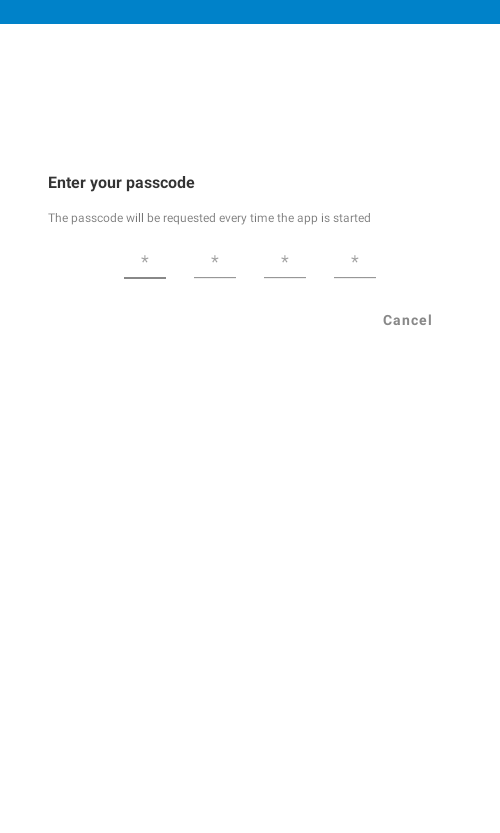 Enter your passcode
The passcode will be requested every time the app is started
* * * *
Cancel